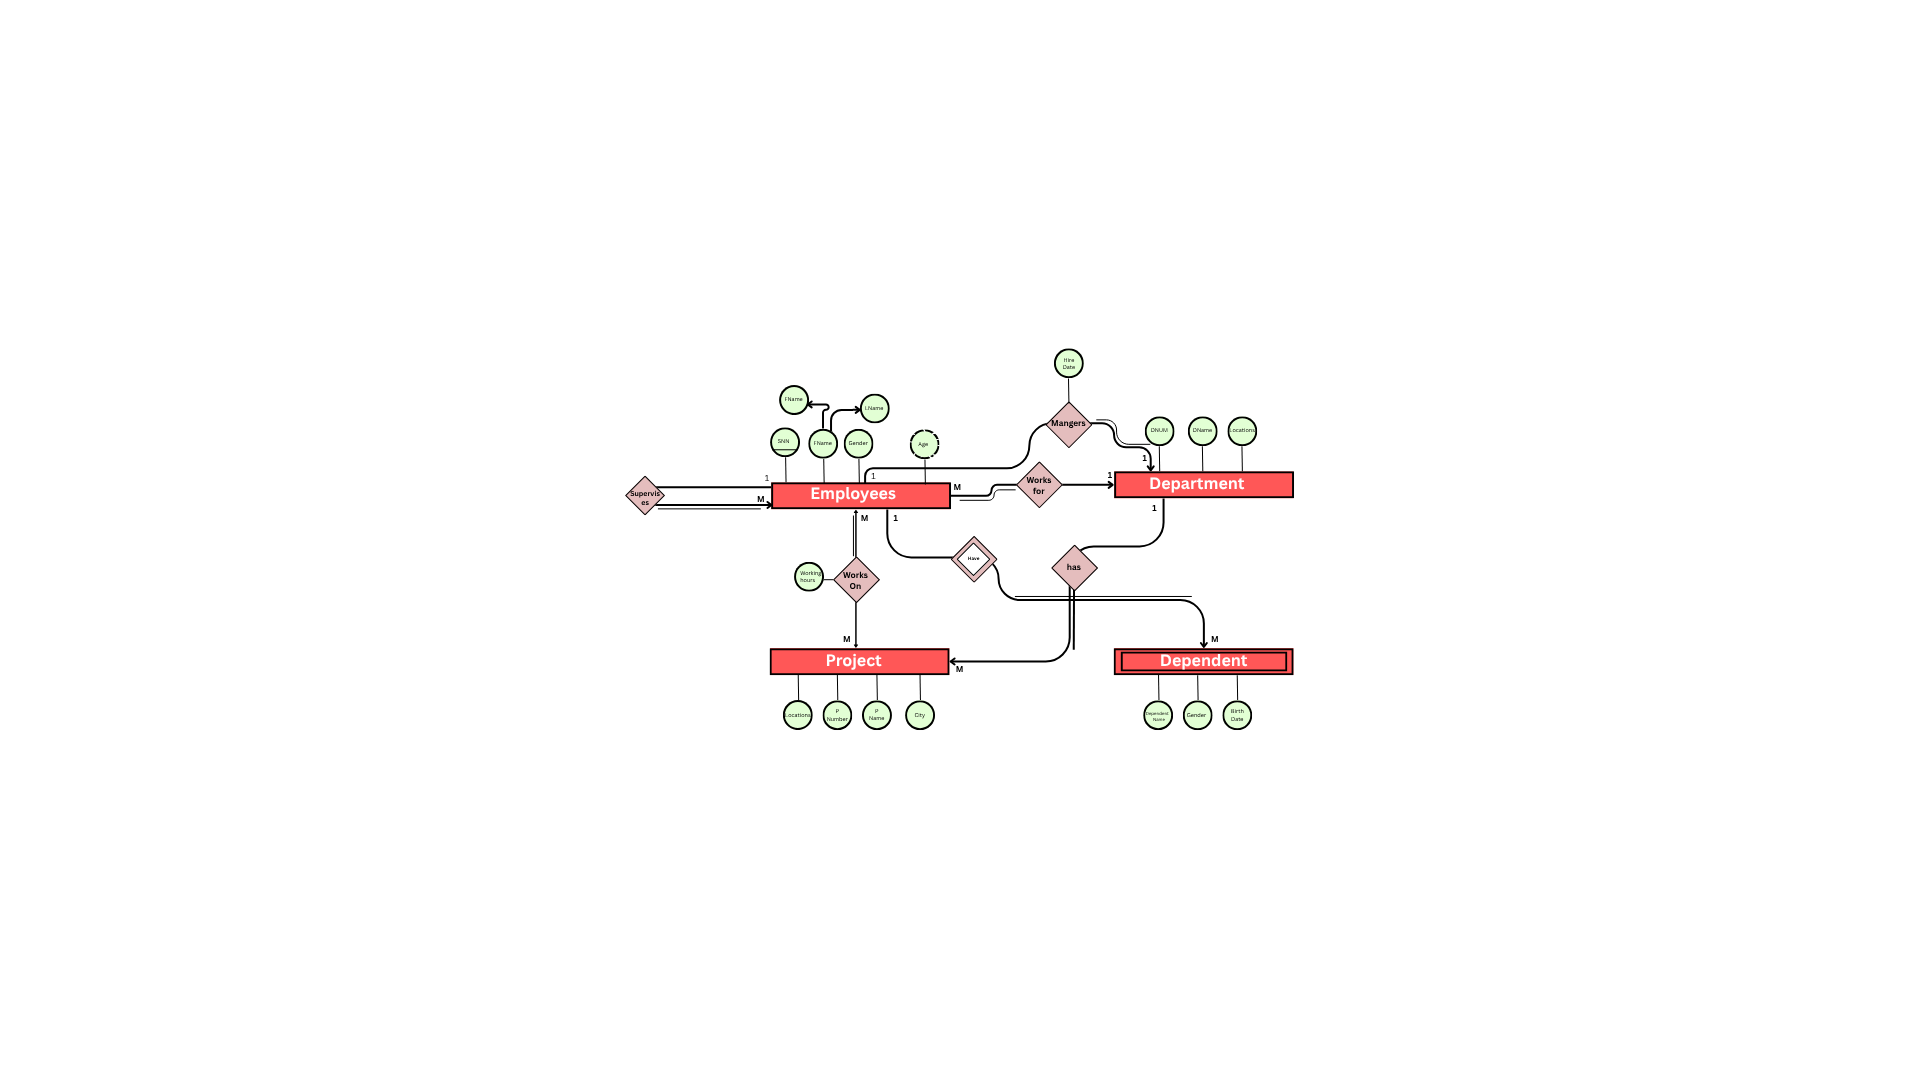 Hire
Date
FName
LName
Mangers
DNUM
DName
Locations
SNN
FName
Gender
Age
1
1
1
Supervis
es
M
Employees
M
Works
for
1
Department
M
1
1
Have
has
Working
hours
Works
On
M
M
M
Project
Dependent
Locations
P
Number
P
Name
City
Dependent
Name
Gender
Birth
Date